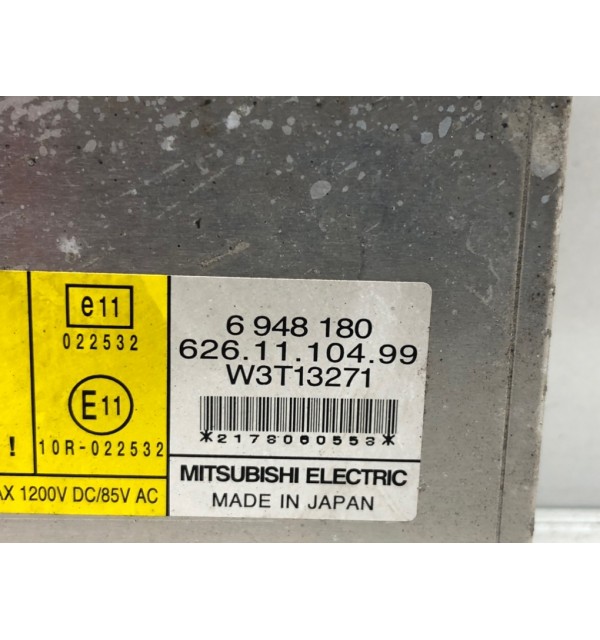 e11
022532
E11
10R-022532
!
AX 1200V DC/85V AC
6 948 180
626.11.104.99
W3T13271
*2178060553*
MITSUBISHI ELECTRIC
MADE IN JAPAN